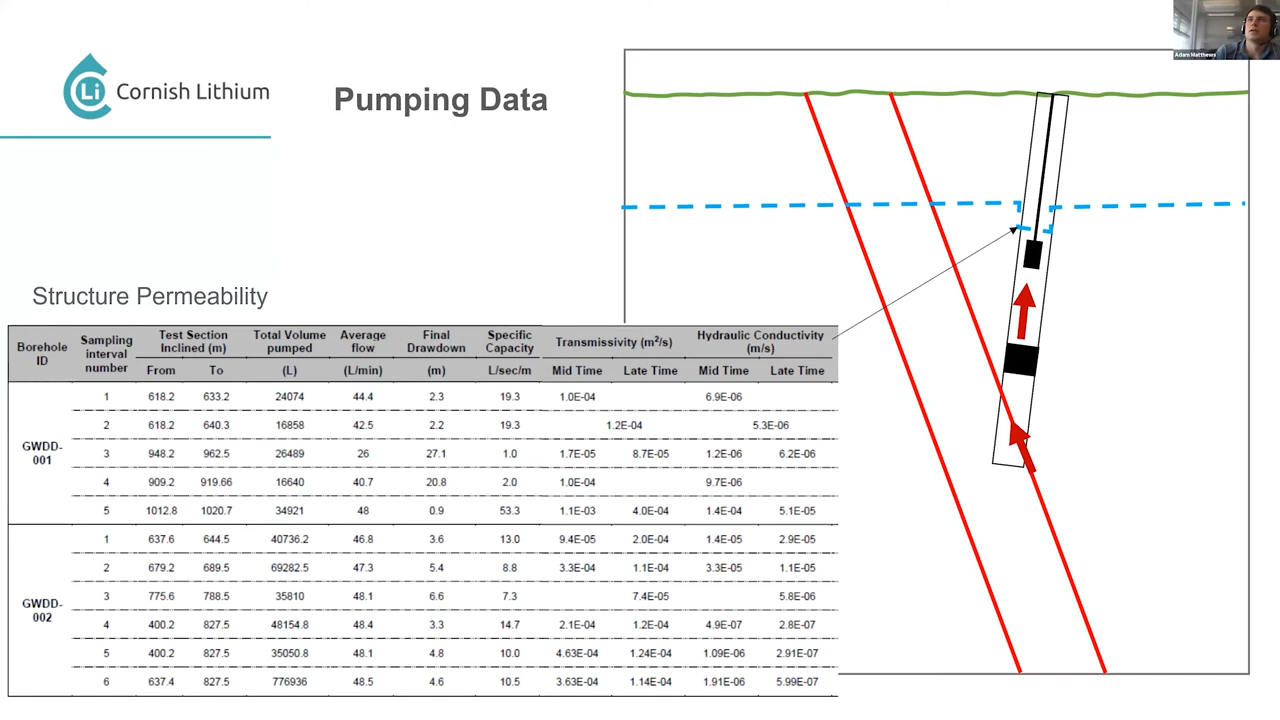 Adam Matthews
Li
Cornish Lithium
Pumping Data
Structure Permeability
Borehole ID | Sampling interval number | Test Section Inclined (m) | Total Volume pumped | Average flow | Final Drawdown | Specific Capacity | Transmissivity (m²/s) | Hydraulic Conductivity (m/s)
From | To | (L) | (L/min) | (m) | L/sec/m | Mid Time | Late Time | Mid Time | Late Time
GWDD-001
1 | 618.2 | 633.2 | 24074 | 44.4 | 2.3 | 19.3 | 1.0E-04 | | 6.9E-06 |
2 | 618.2 | 640.3 | 16858 | 42.5 | 2.2 | 19.3 | 1.2E-04 | 5.3E-06
3 | 948.2 | 962.5 | 26489 | 26 | 27.1 | 1.0 | 1.7E-05 | 8.7E-05 | 1.2E-06 | 6.2E-06
4 | 909.2 | 919.66 | 16640 | 40.7 | 20.8 | 2.0 | 1.0E-04 | | 9.7E-06 |
5 | 1012.8 | 1020.7 | 34921 | 48 | 0.9 | 53.3 | 1.1E-03 | 4.0E-04 | 1.4E-04 | 5.1E-05
GWDD-002
1 | 637.6 | 644.5 | 40736.2 | 46.8 | 3.6 | 13.0 | 9.4E-05 | 2.0E-04 | 1.4E-05 | 2.9E-05
2 | 679.2 | 689.5 | 69282.5 | 47.3 | 5.4 | 8.8 | 3.3E-04 | 1.1E-04 | 3.3E-05 | 1.1E-05
3 | 775.6 | 788.5 | 35810 | 48.1 | 6.6 | 7.3 | | 7.4E-05 | | 5.8E-06
4 | 400.2 | 827.5 | 48154.8 | 48.4 | 3.3 | 14.7 | 2.1E-04 | 1.2E-04 | 4.9E-07 | 2.8E-07
5 | 400.2 | 827.5 | 35050.8 | 48.1 | 4.8 | 10.0 | 4.63E-04 | 1.24E-04 | 1.09E-06 | 2.91E-07
6 | 637.4 | 827.5 | 776936 | 48.5 | 4.6 | 10.5 | 3.63E-04 | 1.14E-04 | 1.91E-06 | 5.99E-07